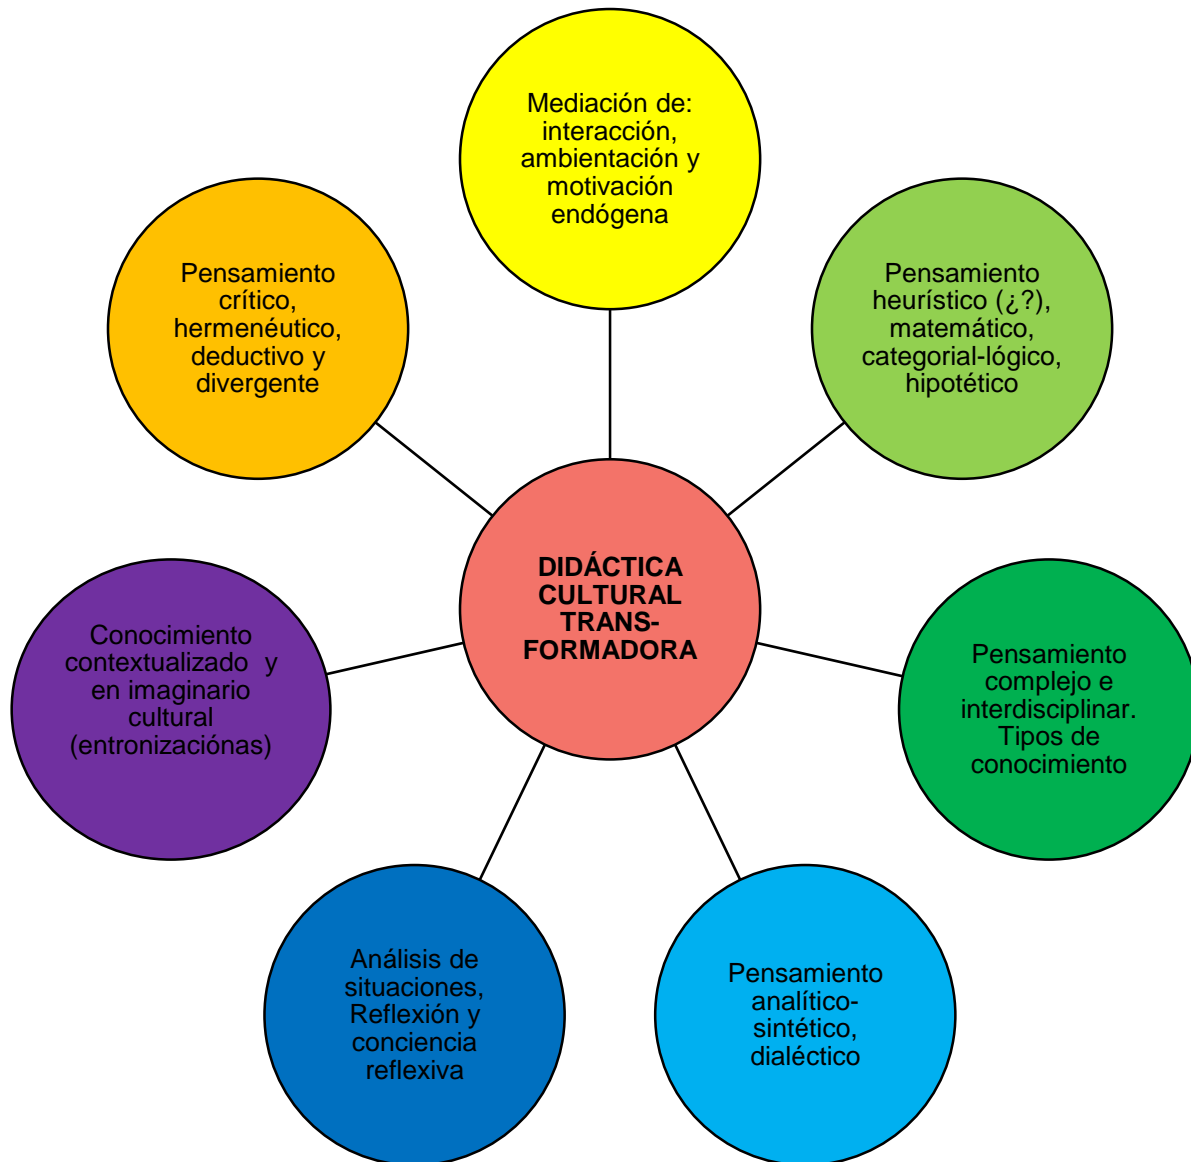 Mediación de:
interacción,
ambientación y
motivación
endógena
Pensamiento
heurístico (¿?),
matemático,
categorial-lógico,
hipotético
Pensamiento
complejo e
interdisciplinar.
Tipos de
conocimiento
Pensamiento
analítico-
sintético,
dialéctico
Análisis de
situaciones,
Reflexión y
conciencia
reflexiva
Conocimiento
contextualizado y
en imaginario
cultural
(entronizaciónas)
Pensamiento
crítico,
hermenéutico,
deductivo y
divergente
DIDÁCTICA
CULTURAL
TRANS-
FORMADORA